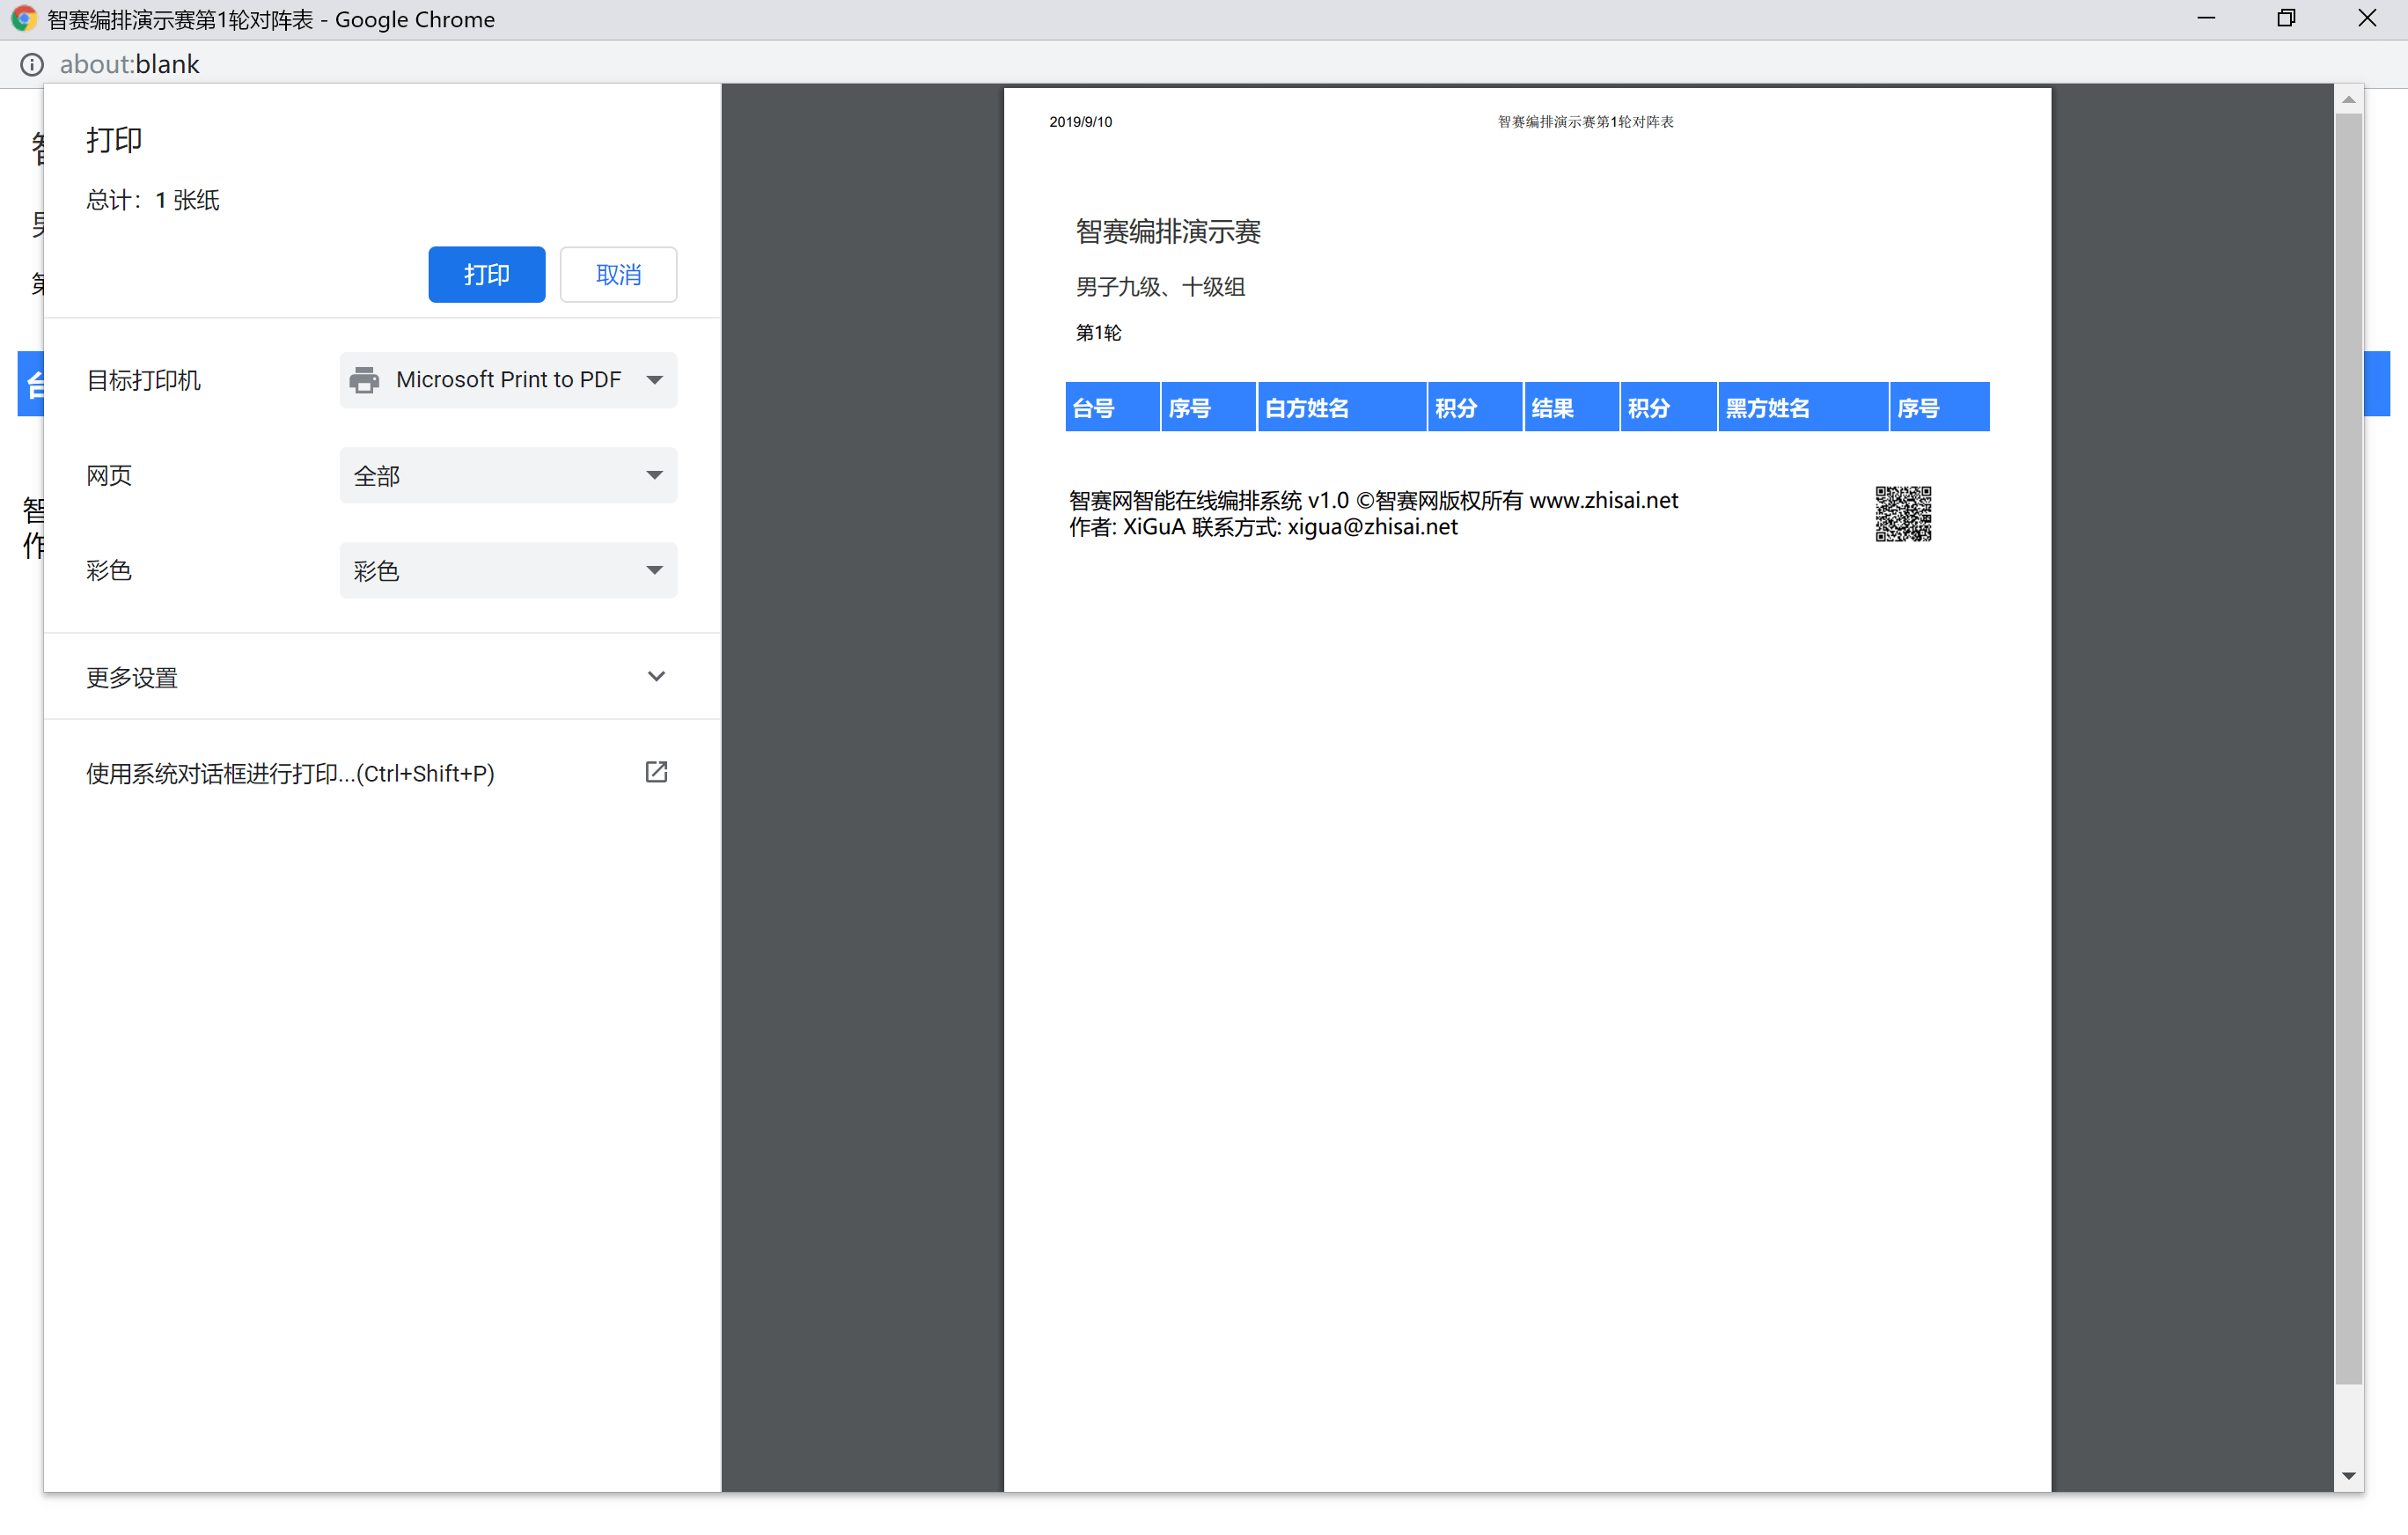 智赛编排演示赛第1轮对阵表 - Google Chrome
about:blank
打印
总计：1 张纸
打印
取消
目标打印机
Microsoft Print to PDF
网页
全部
彩色
彩色
更多设置
使用系统对话框进行打印...(Ctrl+Shift+P)
2019/9/10
智赛编排演示赛第1轮对阵表
智赛编排演示赛
男子九级、十级组
第1轮
台号 序号 白方姓名 积分 结果 积分 黑方姓名 序号
智赛网智能在线编排系统 v1.0 ©智赛网版权所有 www.zhisai.net
作者: XiGuA 联系方式: xigua@zhisai.net
第
台
智
作